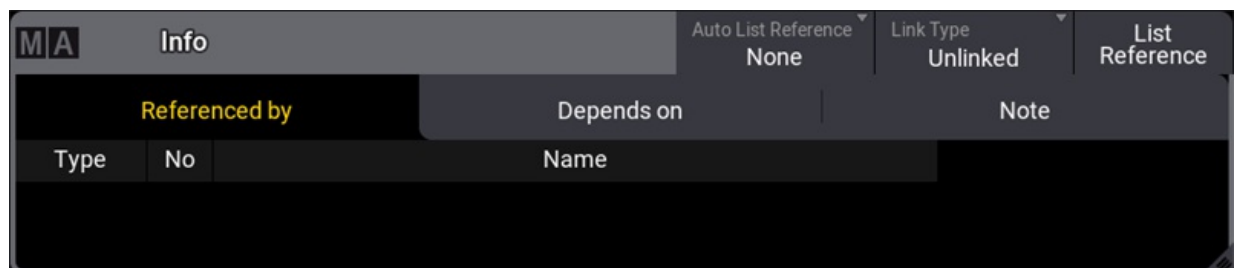 MA Info Auto List Reference Link Type List
None Unlinked Reference
Referenced by Depends on Note
Type No Name